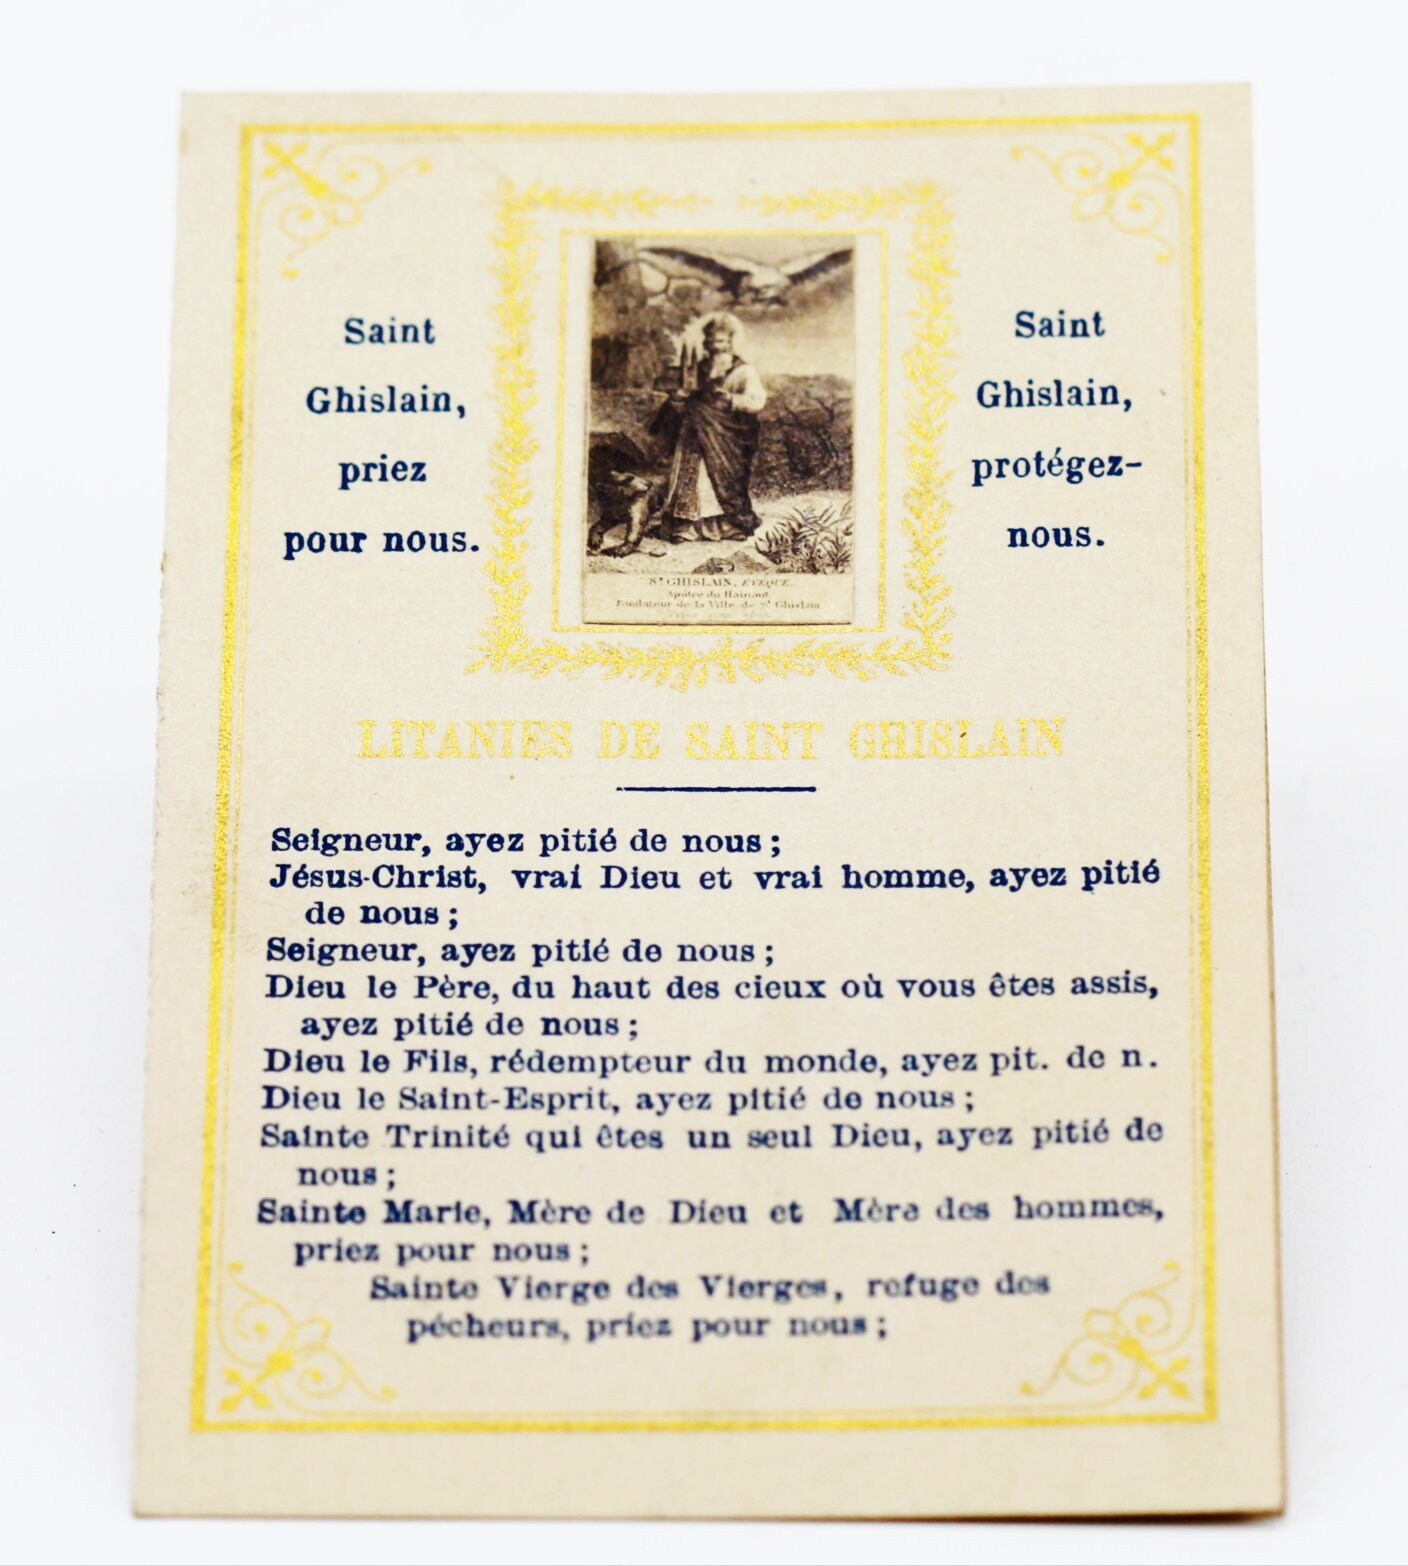 Saint
Ghislain,
priez
pour nous.
Saint
Ghislain,
protégez-
nous.
St GHISLAIN, EVÊQUE.
Apôtre du Hainaut
Fondateur de la Ville de St Ghislain
LITANIES DE SAINT GHISLAIN
Seigneur, ayez pitié de nous ;
Jésus-Christ, vrai Dieu et vrai homme, ayez pitié
de nous ;
Seigneur, ayez pitié de nous ;
Dieu le Père, du haut des cieux où vous êtes assis,
ayez pitié de nous ;
Dieu le Fils, rédempteur du monde, ayez pit. de n.
Dieu le Saint-Esprit, ayez pitié de nous ;
Sainte Trinité qui êtes un seul Dieu, ayez pitié de
nous ;
Sainte Marie, Mère de Dieu et Mère des hommes,
priez pour nous ;
Sainte Vierge des Vierges, refuge des
pécheurs, priez pour nous ;